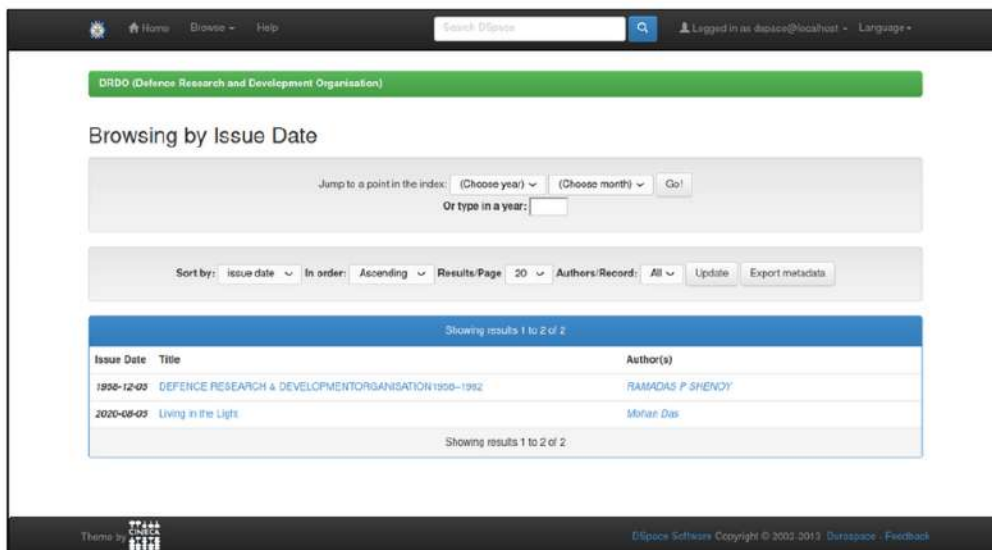 Home Browse Help Search DSpace Logged in as dspace@localhost Language
DRDO (Defence Research and Development Organisation)
Browsing by Issue Date
Jump to a point in the index: (Choose year) (Choose month) Go!
Or type in a year:
Sort by: issue date In order: Ascending Results/Page 20 Authors/Record: All Update Export metadata
Showing results 1 to 2 of 2
Issue Date Title Author(s)
1958-12-05 DEFENCE RESEARCH & DEVELOPMENTORGANISATION1958–1982 RAMADAS P SHENOY
2020-08-05 Living in the Light Mohan Das
Showing results 1 to 2 of 2
Theme by CINECA DSpace Software Copyright © 2002-2013 Duraspace - Feedback